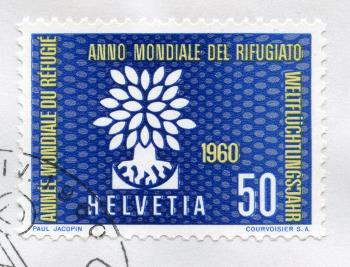 ANNO MONDIALE DEL RIFUGIATO
ANNÉE MONDIALE DU RÉFUGIÉ
WELTFLÜCHTLINGSJAHR
1960
HELVETIA 50
PAUL JACOPIN COURVOISIER S.A.